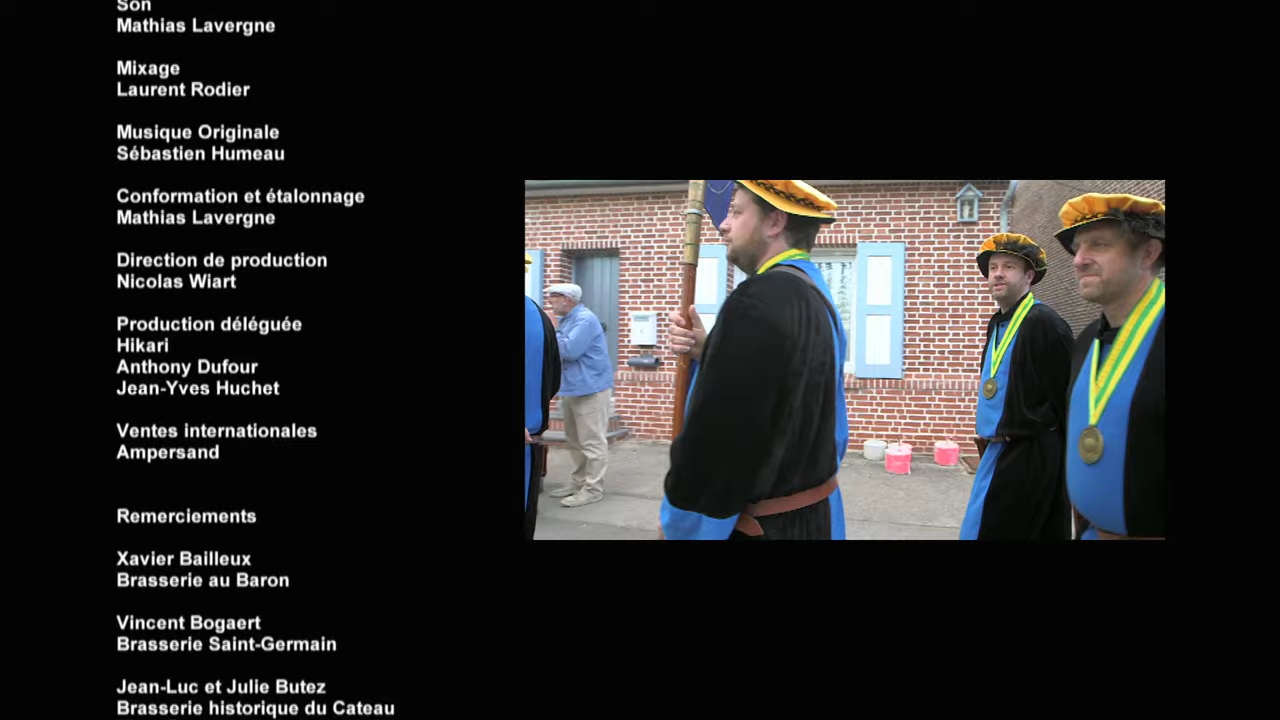 Son
Mathias Lavergne
Mixage
Laurent Rodier
Musique Originale
Sébastien Humeau
Conformation et étalonnage
Mathias Lavergne
Direction de production
Nicolas Wiart
Production déléguée
Hikari
Anthony Dufour
Jean-Yves Huchet
Ventes internationales
Ampersand
Remerciements
Xavier Bailleux
Brasserie au Baron
Vincent Bogaert
Brasserie Saint-Germain
Jean-Luc et Julie Butez
Brasserie historique du Cateau